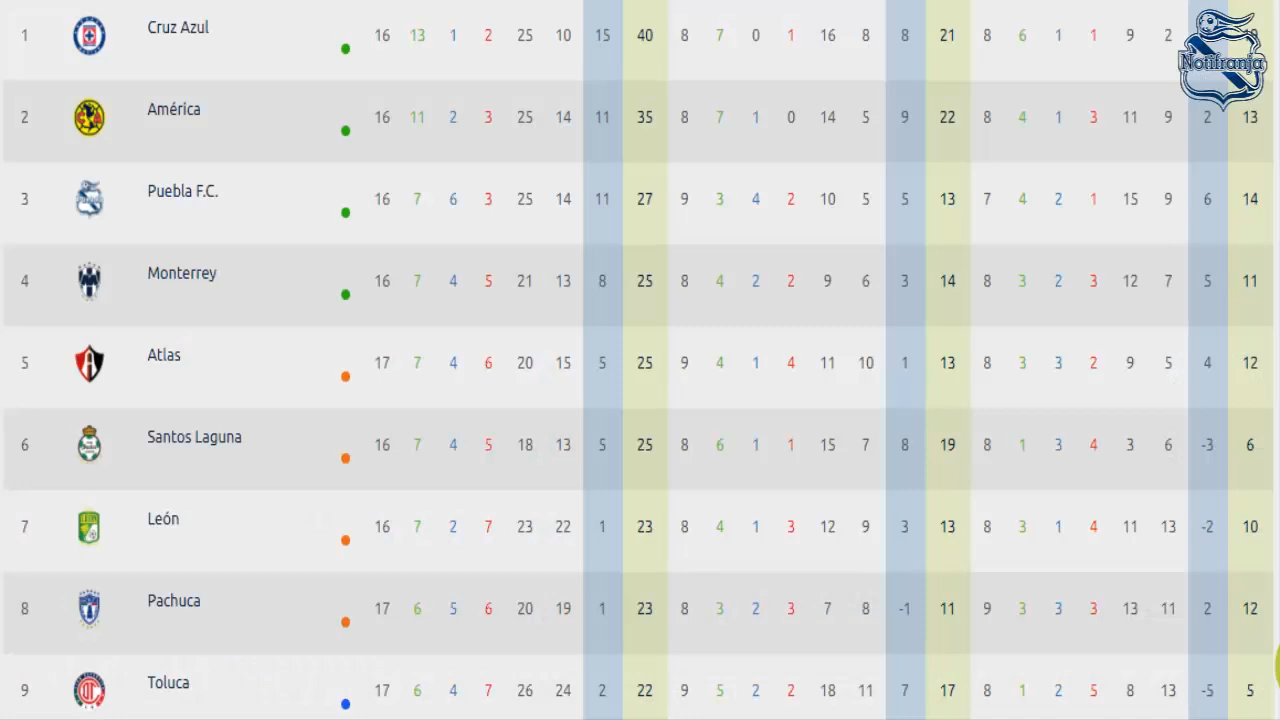 Notifranja
1 Cruz Azul 16 13 1 2 25 10 15 40 8 7 0 1 16 8 8 21 8 6 1 1 9 2
2 América 16 11 2 3 25 14 11 35 8 7 1 0 14 5 9 22 8 4 1 3 11 9 2 13
3 Puebla F.C. 16 7 6 3 25 14 11 27 9 3 4 2 10 5 5 13 7 4 2 1 15 9 6 14
4 Monterrey 16 7 4 5 21 13 8 25 8 4 2 2 9 6 3 14 8 3 2 3 12 7 5 11
5 Atlas 17 7 4 6 20 15 5 25 9 4 1 4 11 10 1 13 8 3 3 2 9 5 4 12
6 Santos Laguna 16 7 4 5 18 13 5 25 8 6 1 1 15 7 8 19 8 1 3 4 3 6 -3 6
7 León 16 7 2 7 23 22 1 23 8 4 1 3 12 9 3 13 8 3 1 4 11 13 -2 10
8 Pachuca 17 6 5 6 20 19 1 23 8 3 2 3 7 8 -1 11 9 3 3 3 13 11 2 12
9 Toluca 17 6 4 7 26 24 2 22 9 5 2 2 18 11 7 17 8 1 2 5 8 13 -5 5